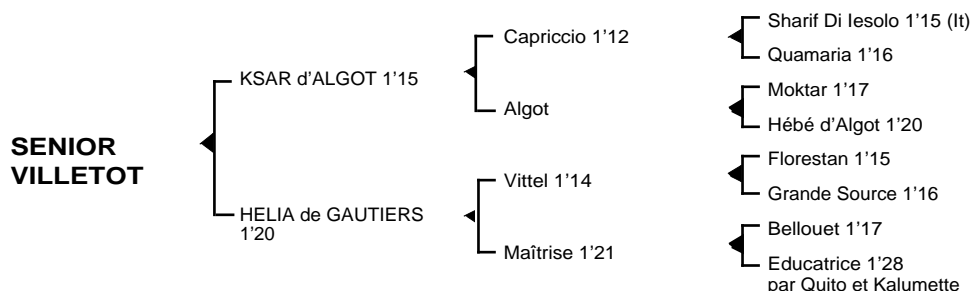 SENIOR
VILLETOT
KSAR d'ALGOT 1'15
HELIA de GAUTIERS
1'20
Capriccio 1'12
Algot
Vittel 1'14
Maîtrise 1'21
Sharif Di Iesolo 1'15 (It)
Quamaria 1'16
Moktar 1'17
Hébé d'Algot 1'20
Florestan 1'15
Grande Source 1'16
Bellouet 1'17
Educatrice 1'28
par Quito et Kalumette